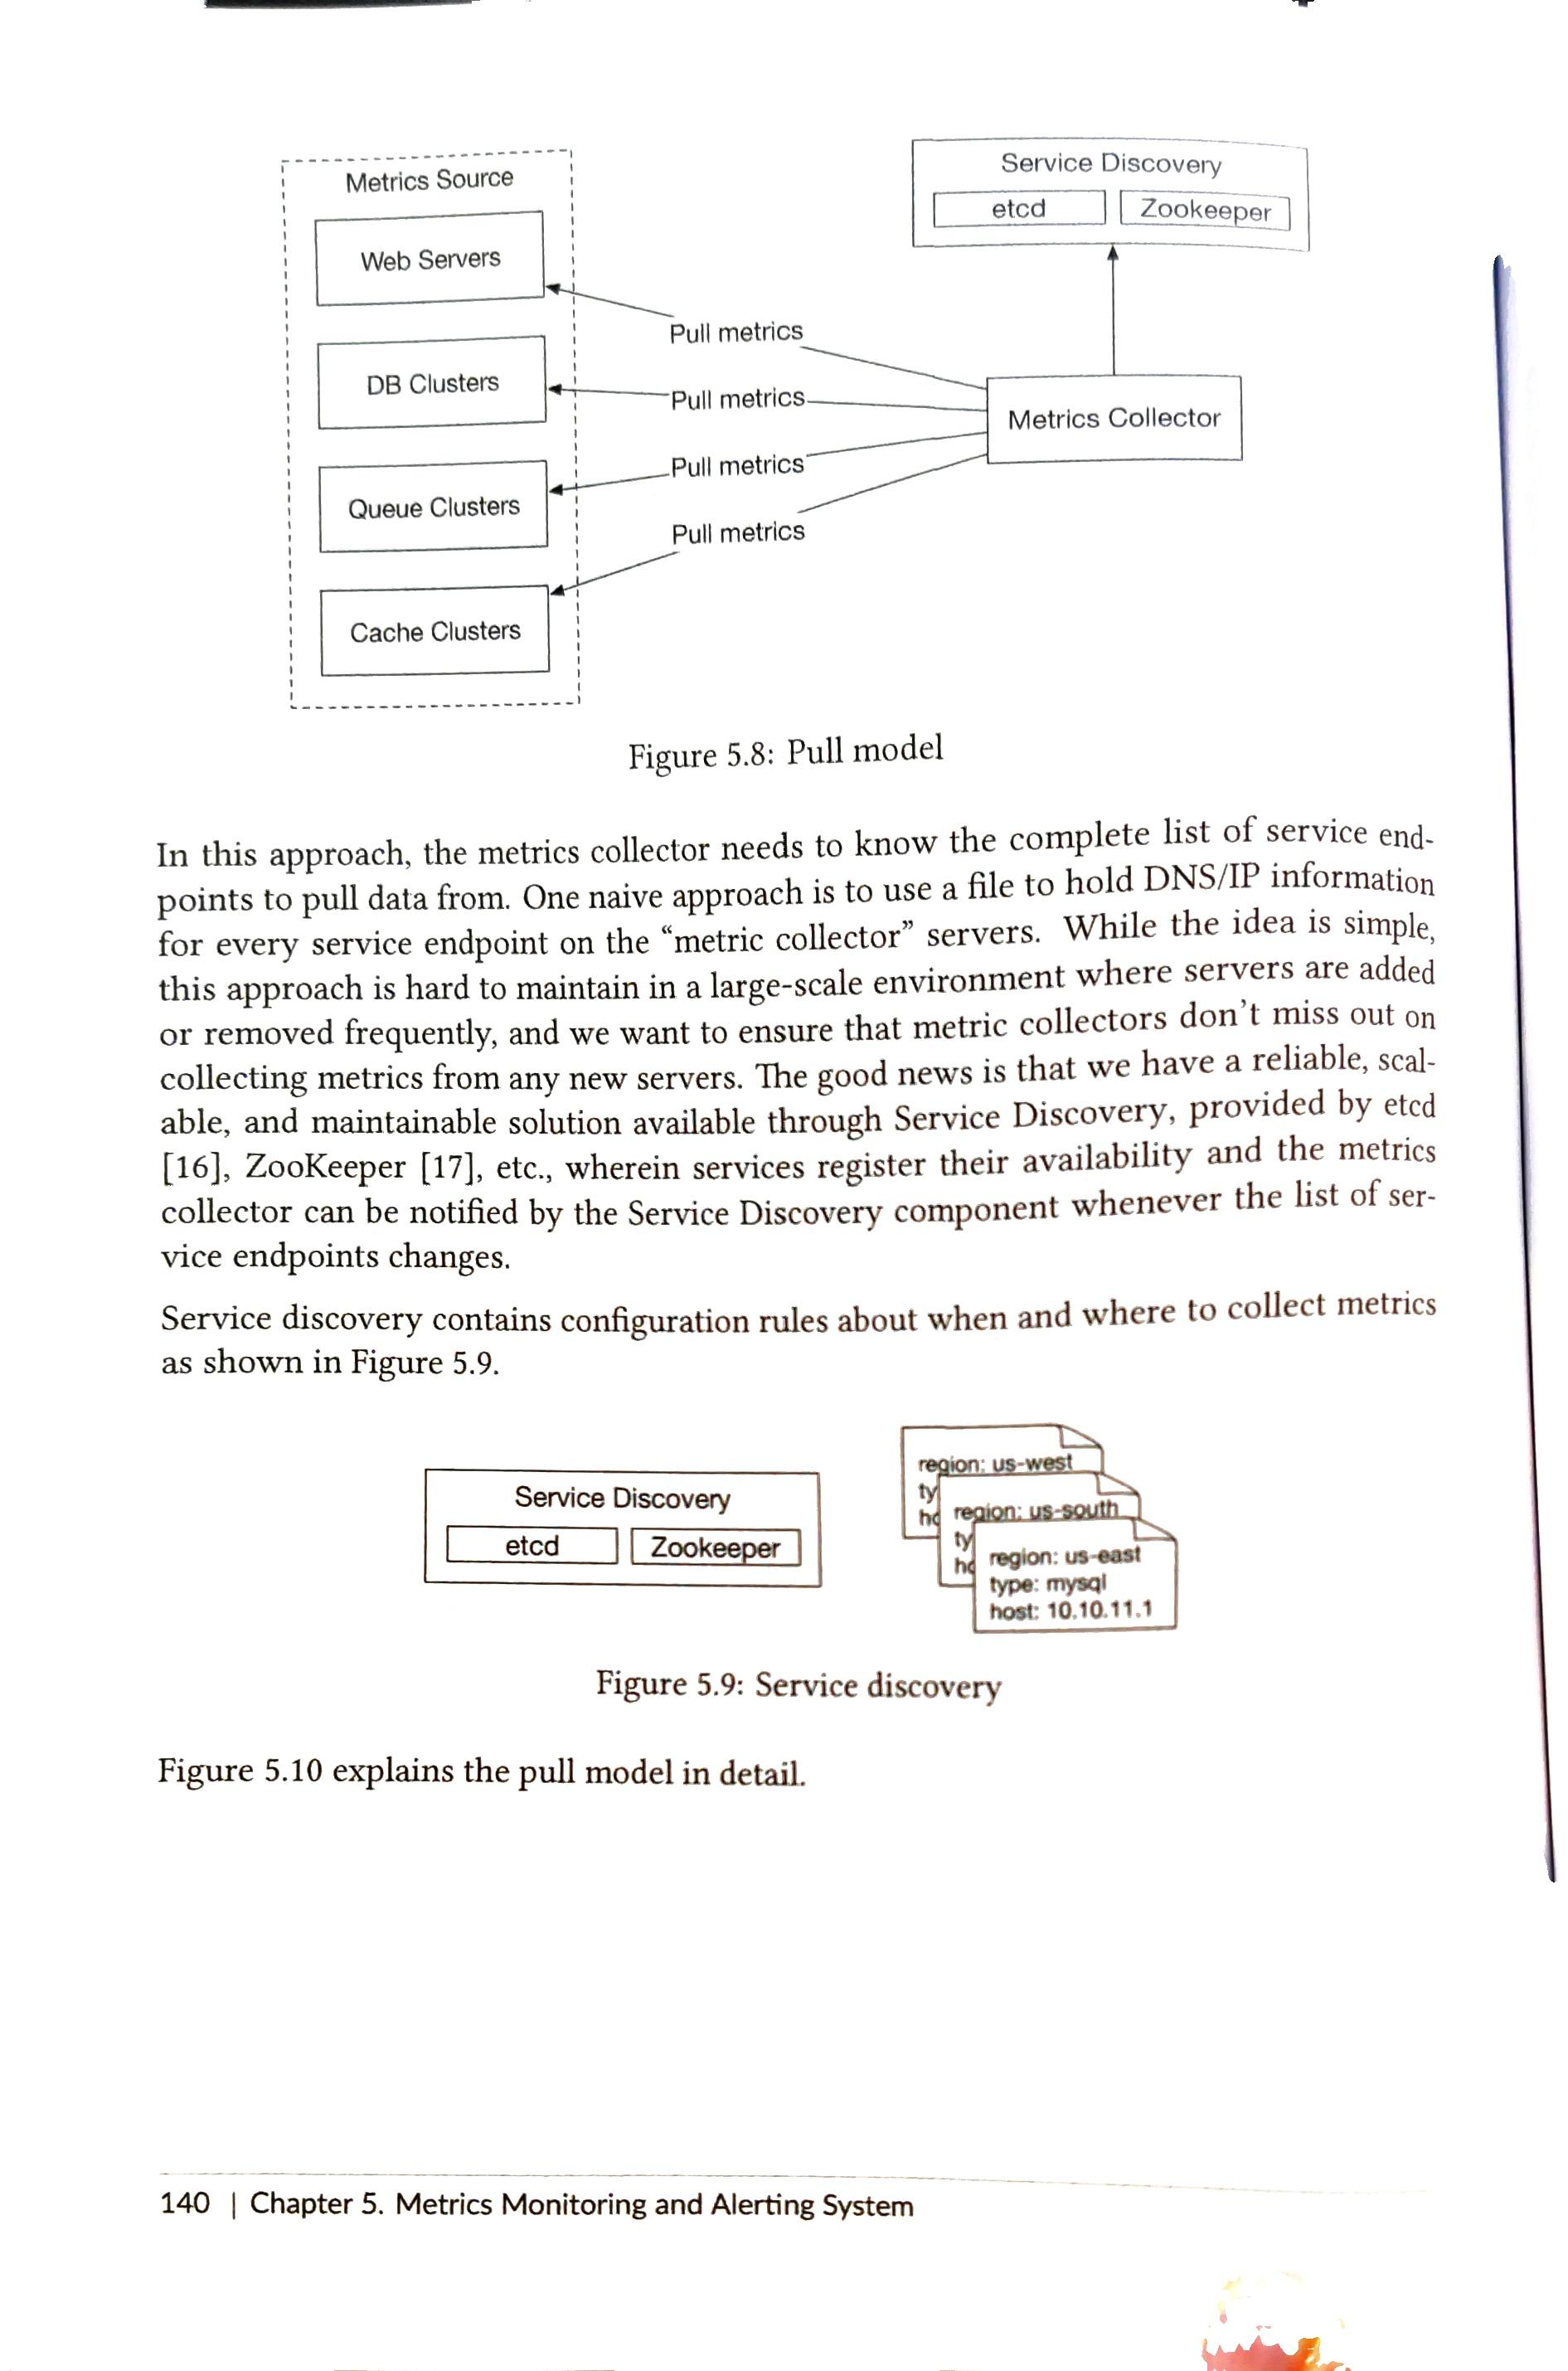 Metrics Source
Web Servers
DB Clusters
Queue Clusters
Cache Clusters
Pull metrics
Pull metrics
Pull metrics
Pull metrics
Service Discovery
etcd
Zookeeper
Metrics Collector
Figure 5.8: Pull model
In this approach, the metrics collector needs to know the complete list of service end-
points to pull data from. One naive approach is to use a file to hold DNS/IP information
for every service endpoint on the “metric collector” servers. While the idea is simple,
this approach is hard to maintain in a large-scale environment where servers are added
or removed frequently, and we want to ensure that metric collectors don’t miss out on
collecting metrics from any new servers. The good news is that we have a reliable, scal-
able, and maintainable solution available through Service Discovery, provided by etcd
[16], ZooKeeper [17], etc., wherein services register their availability and the metrics
collector can be notified by the Service Discovery component whenever the list of ser-
vice endpoints changes.
Service discovery contains configuration rules about when and where to collect metrics
as shown in Figure 5.9.
Service Discovery
etcd
Zookeeper
region: us-west
ty
ho
region: us-south
ty
ho
region: us-east
type: mysql
host: 10.10.11.1
Figure 5.9: Service discovery
Figure 5.10 explains the pull model in detail.
140 | Chapter 5. Metrics Monitoring and Alerting System